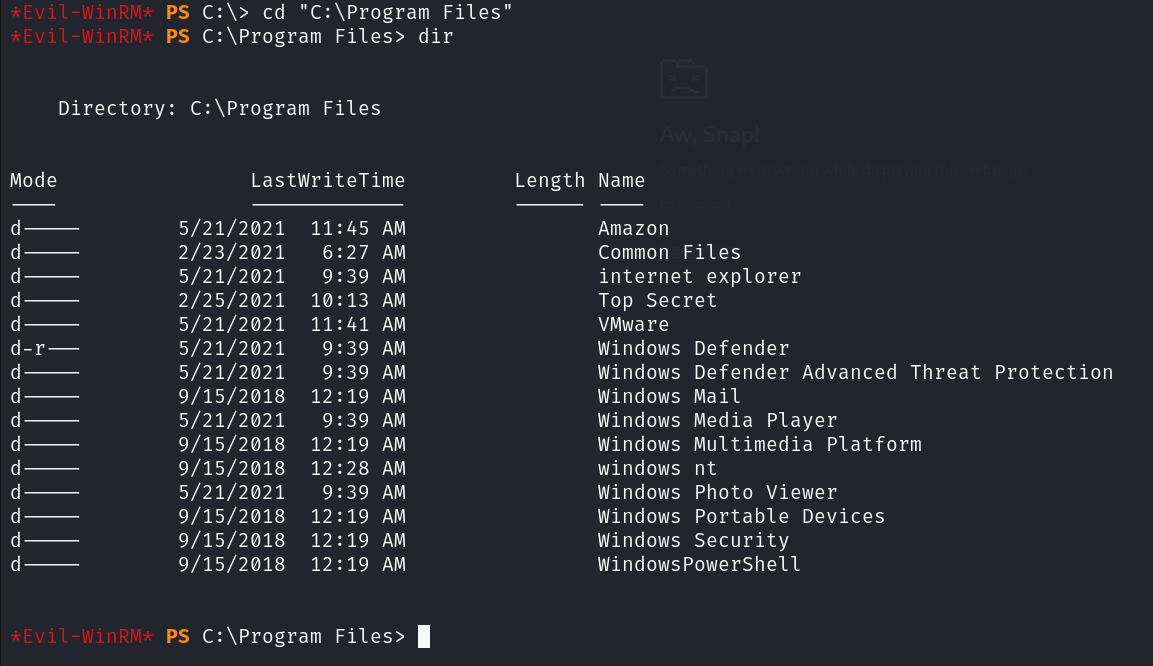 *Evil-WinRM* PS C:\> cd "C:\Program Files"
*Evil-WinRM* PS C:\Program Files> dir
Directory: C:\Program Files
Mode LastWriteTime Length Name
---- ------------- ------ ----
d----- 5/21/2021 11:45 AM Amazon
d----- 2/23/2021 6:27 AM Common Files
d----- 5/21/2021 9:39 AM internet explorer
d----- 2/25/2021 10:13 AM Top Secret
d----- 5/21/2021 11:41 AM VMware
d-r--- 5/21/2021 9:39 AM Windows Defender
d----- 5/21/2021 9:39 AM Windows Defender Advanced Threat Protection
d----- 9/15/2018 12:19 AM Windows Mail
d----- 5/21/2021 9:39 AM Windows Media Player
d----- 9/15/2018 12:19 AM Windows Multimedia Platform
d----- 9/15/2018 12:28 AM windows nt
d----- 5/21/2021 9:39 AM Windows Photo Viewer
d----- 9/15/2018 12:19 AM Windows Portable Devices
d----- 9/15/2018 12:19 AM Windows Security
d----- 9/15/2018 12:19 AM WindowsPowerShell
*Evil-WinRM* PS C:\Program Files>
Aw, Snap!